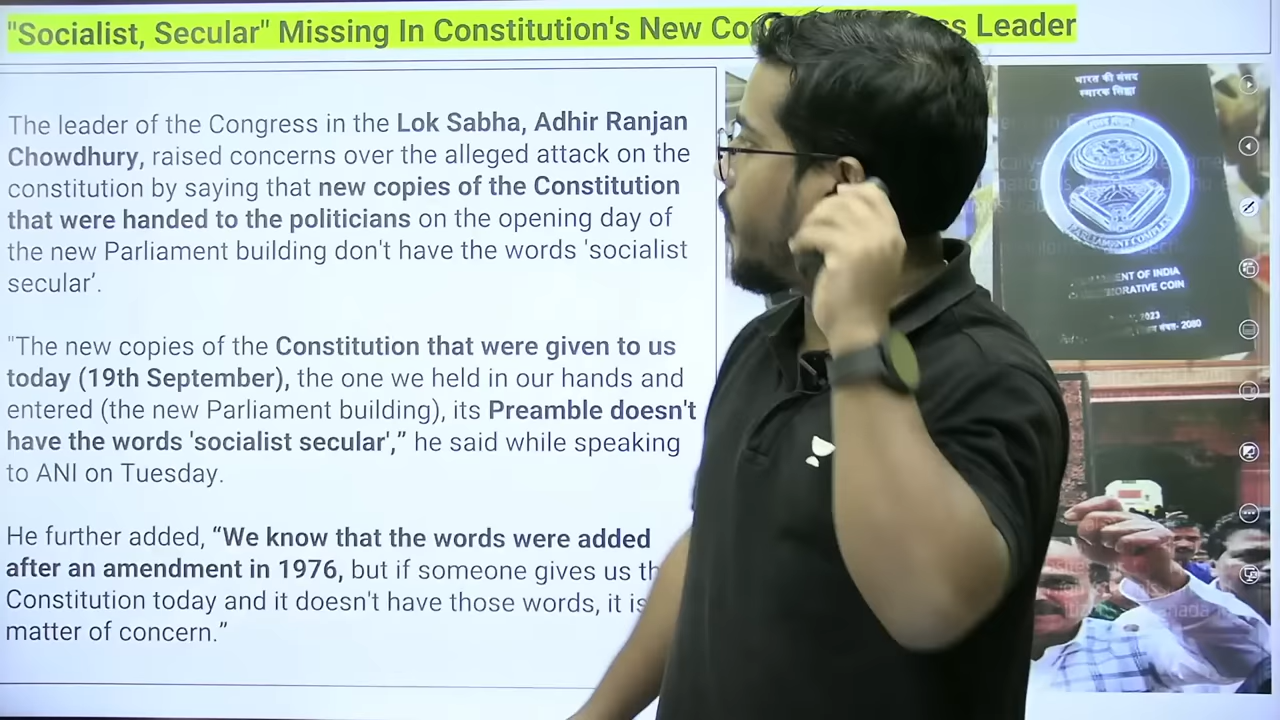 "Socialist, Secular" Missing In Constitution's New Co s Leader
The leader of the Congress in the Lok Sabha, Adhir Ranjan
Chowdhury, raised concerns over the alleged attack on the
constitution by saying that new copies of the Constitution
that were handed to the politicians on the opening day of
the new Parliament building don't have the words 'socialist
secular'.
"The new copies of the Constitution that were given to us
today (19th September), the one we held in our hands and
entered (the new Parliament building), its Preamble doesn't
have the words 'socialist secular'," he said while speaking
to ANI on Tuesday.
He further added, “We know that the words were added
after an amendment in 1976, but if someone gives us th
Constitution today and it doesn't have those words, it is
matter of concern.”
भारत की संसद
स्मारक सिक्का
PARLIAMENT COMPLEX
MENT OF INDIA
ORATIVE COIN
2023
2080